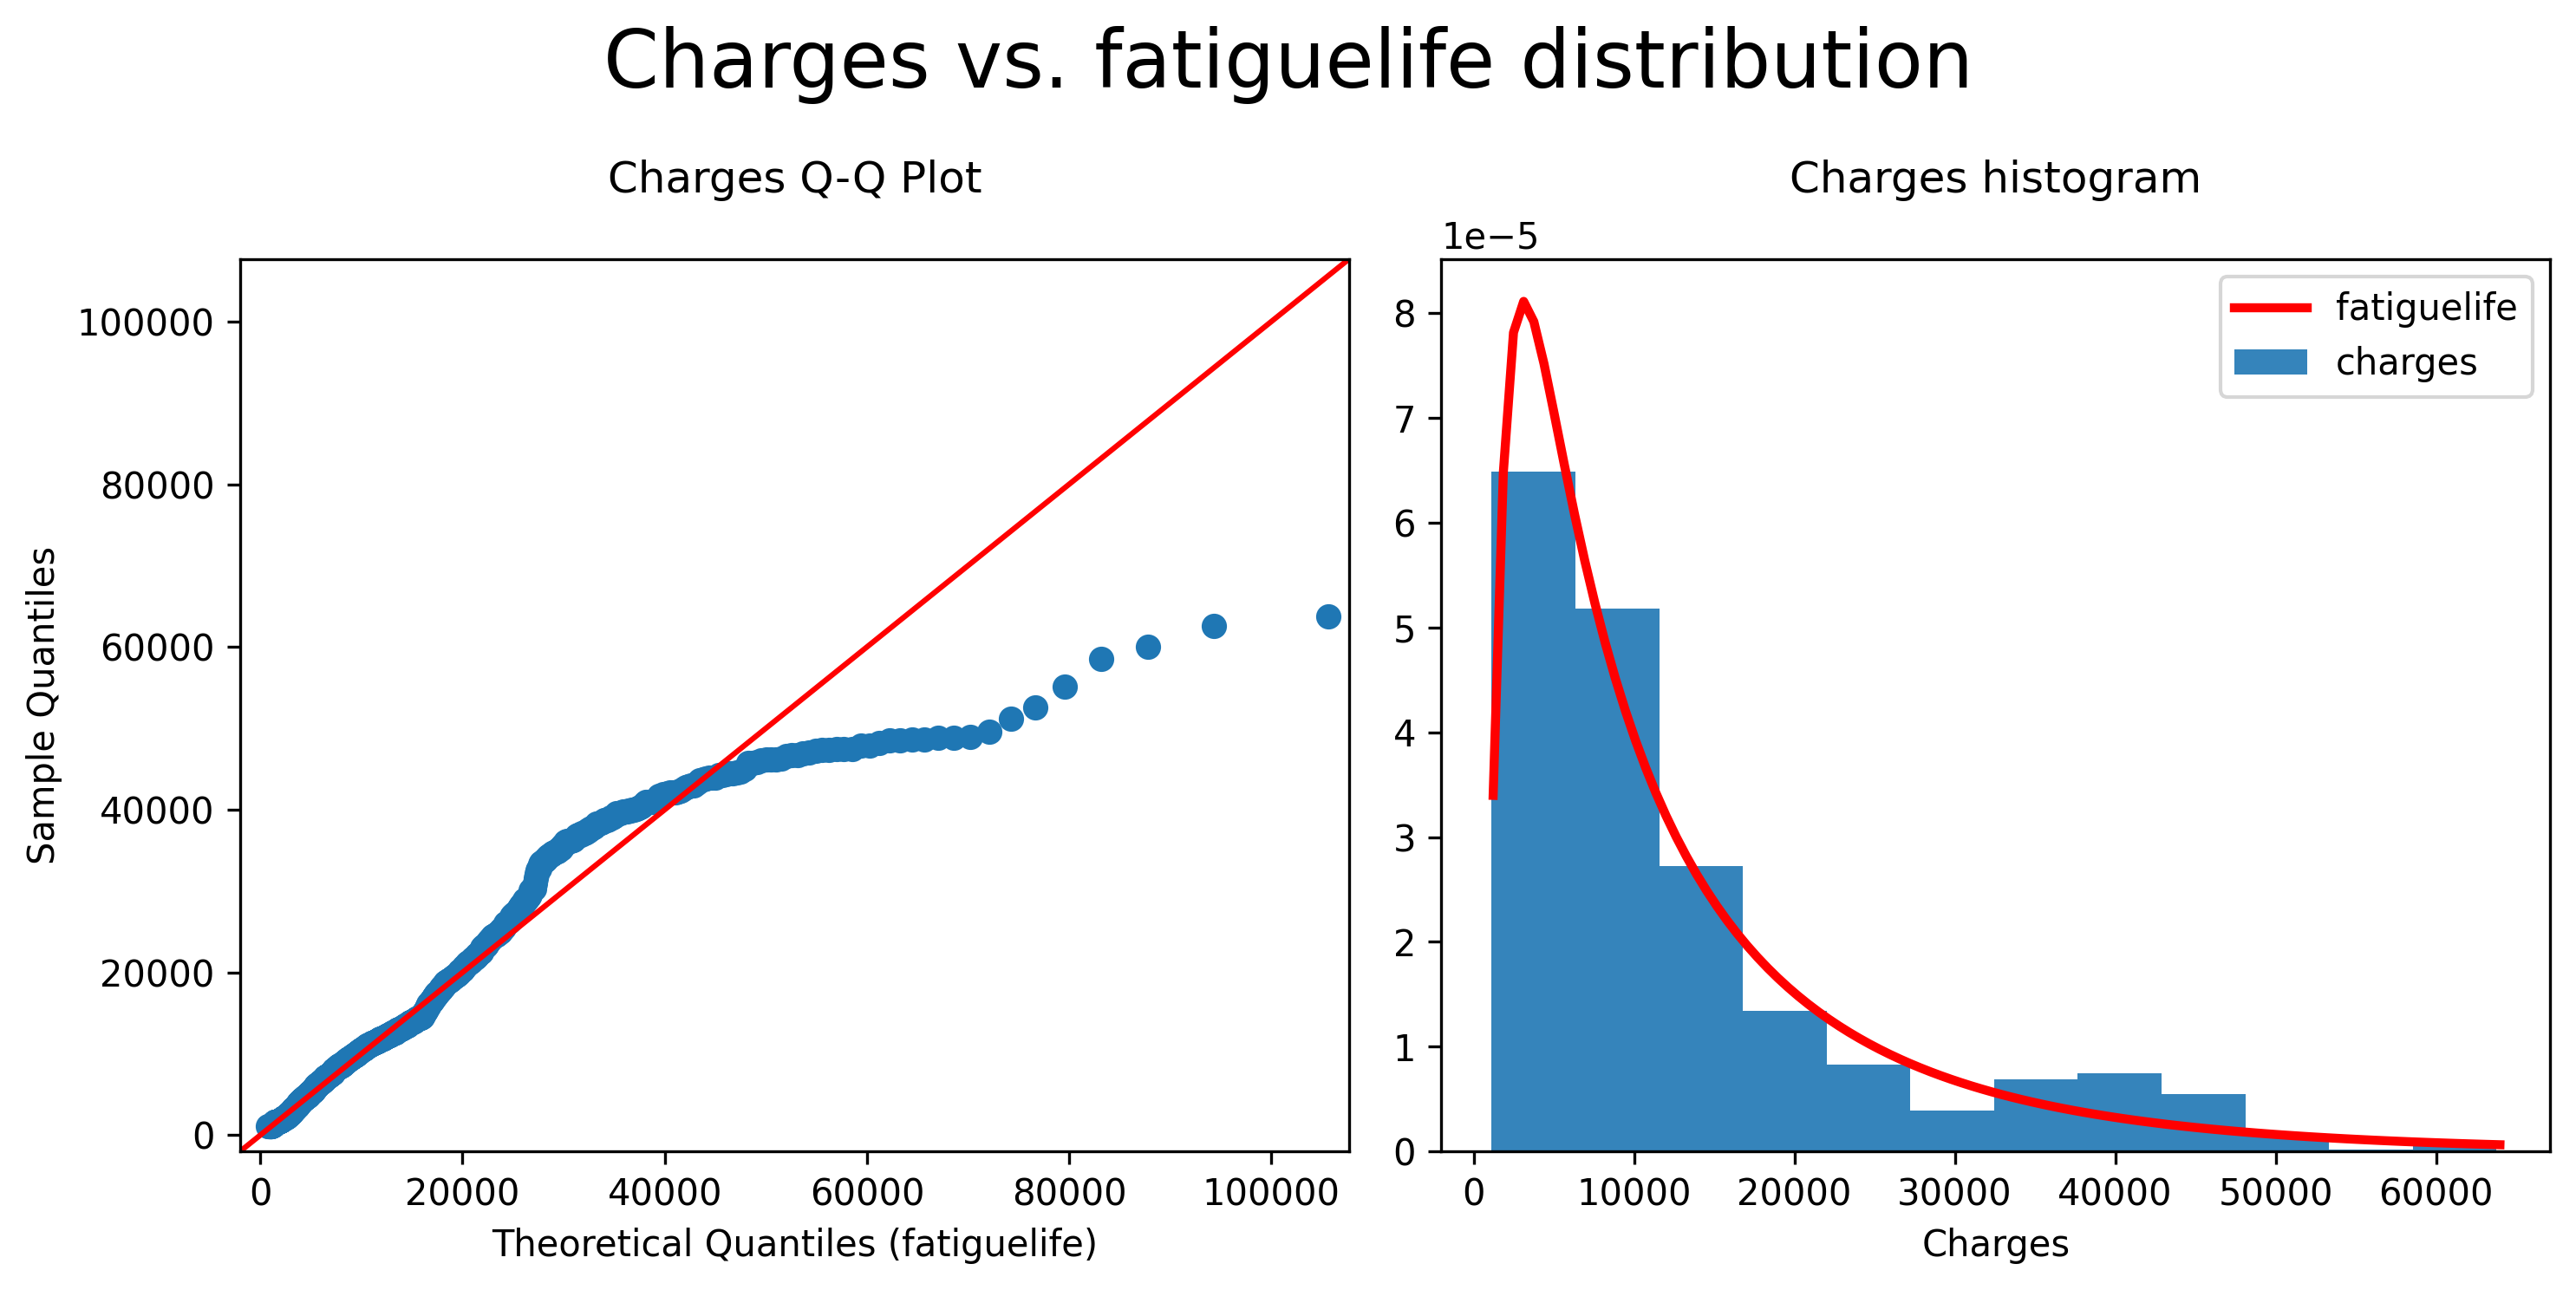 Charges vs. fatiguelife distribution
Charges Q-Q Plot
100000
80000
60000
40000
20000
0
Sample Quantiles
0 20000 40000 60000 80000 100000
Theoretical Quantiles (fatiguelife)
Charges histogram
1e−5
8
7
6
5
4
3
2
1
0
fatiguelife
charges
0 10000 20000 30000 40000 50000 60000
Charges